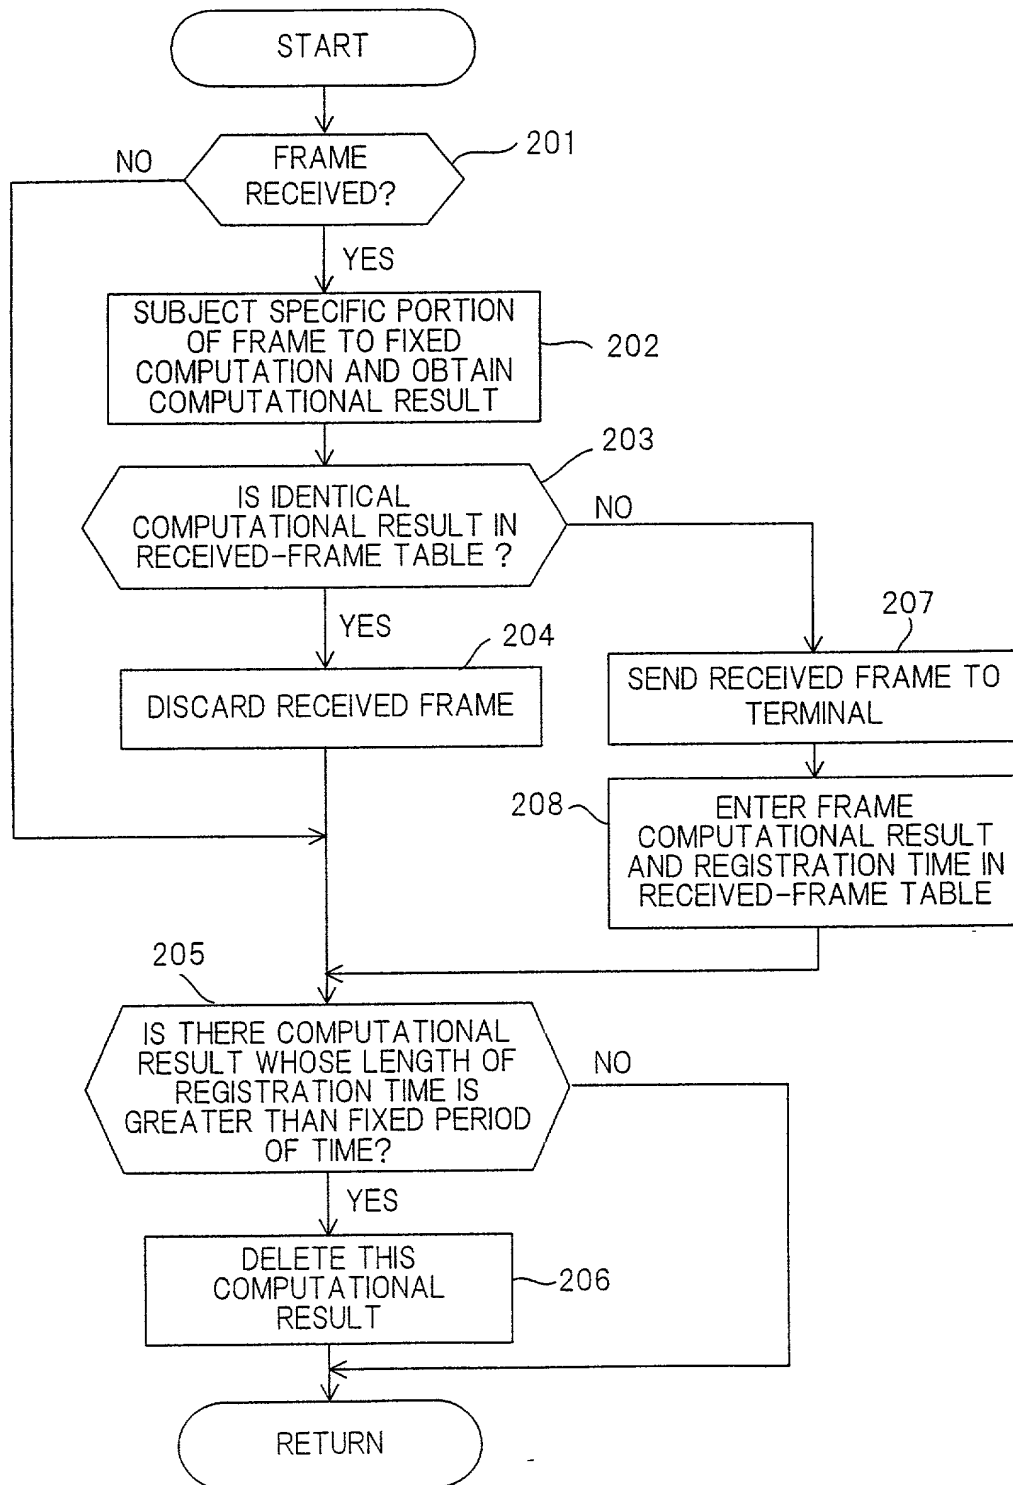 START
FRAME
RECEIVED?
201
NO
YES
SUBJECT SPECIFIC PORTION
OF FRAME TO FIXED
COMPUTATION AND OBTAIN
COMPUTATIONAL RESULT
202
203
IS IDENTICAL
COMPUTATIONAL RESULT IN
RECEIVED-FRAME TABLE ?
NO
YES
204
DISCARD RECEIVED FRAME
207
SEND RECEIVED FRAME TO
TERMINAL
208
ENTER FRAME
COMPUTATIONAL RESULT
AND REGISTRATION TIME IN
RECEIVED-FRAME TABLE
205
IS THERE COMPUTATIONAL
RESULT WHOSE LENGTH OF
REGISTRATION TIME IS
GREATER THAN FIXED PERIOD
OF TIME?
NO
YES
DELETE THIS
COMPUTATIONAL
RESULT
206
RETURN